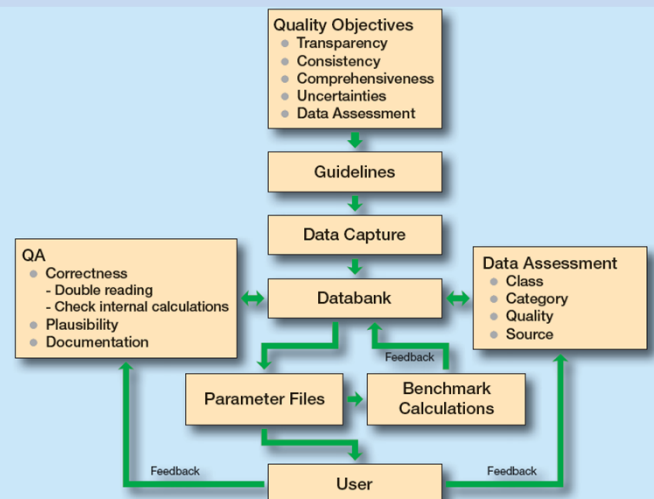 Quality Objectives
Transparency
Consistency
Comprehensiveness
Uncertainties
Data Assessment
Guidelines
Data Capture
QA
Correctness
- Double reading
- Check internal calculations
Plausibility
Documentation
Databank
Data Assessment
Class
Category
Quality
Source
Feedback
Parameter Files
Benchmark
Calculations
Feedback
User
Feedback